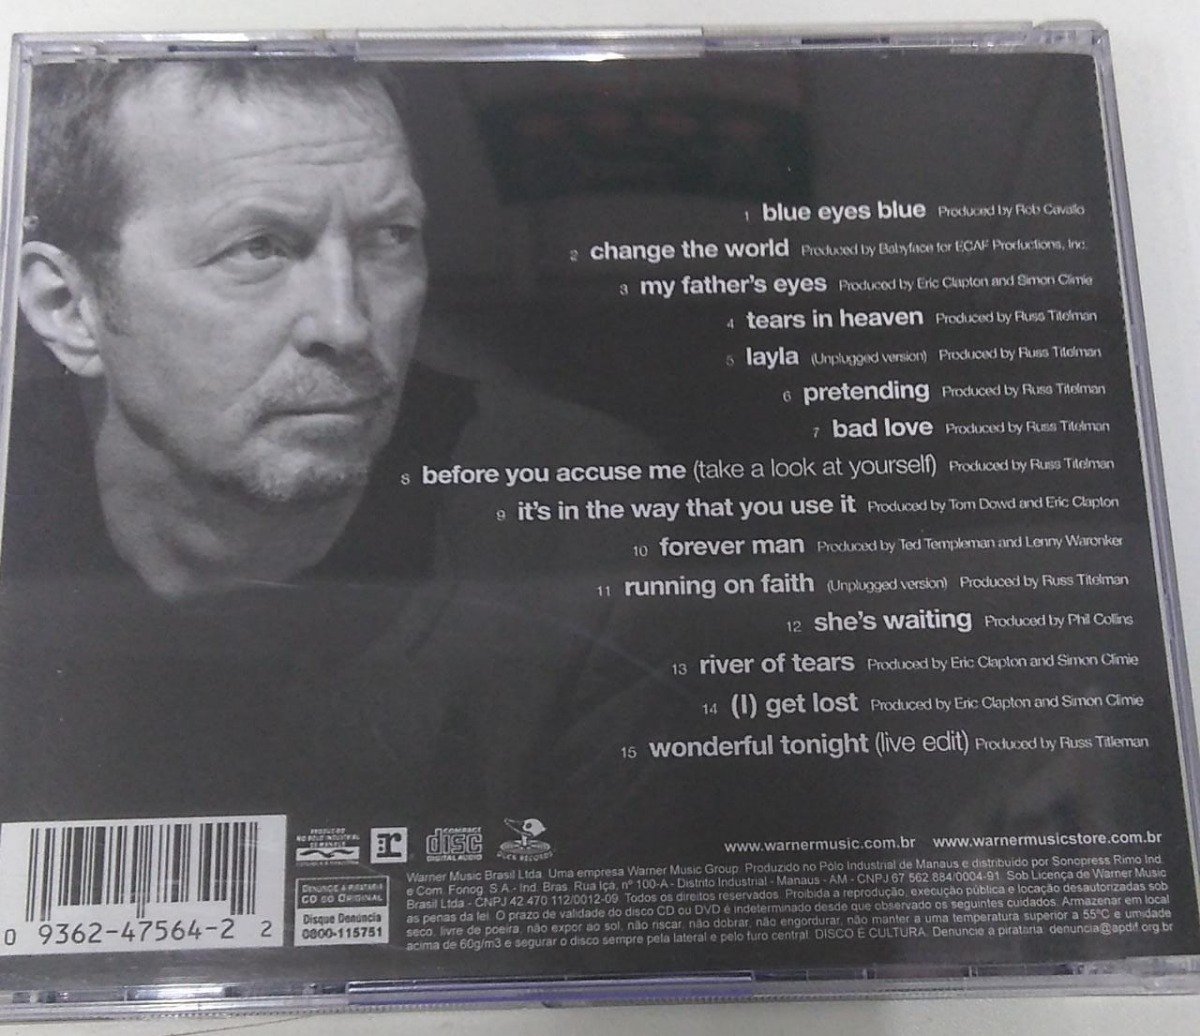 1 blue eyes blue Produced by Rob Cavallo
2 change the world Produced by Babyface for ECAF Productions, Inc.
3 my father's eyes Produced by Eric Clapton and Simon Climie
4 tears in heaven Produced by Russ Titelman
5 layla (Unplugged version) Produced by Russ Titelman
6 pretending Produced by Russ Titelman
7 bad love Produced by Russ Titelman
8 before you accuse me (take a look at yourself) Produced by Russ Titelman
9 it's in the way that you use it Produced by Tom Dowd and Eric Clapton
10 forever man Produced by Ted Templeman and Lenny Waronker
11 running on faith (Unplugged version) Produced by Russ Titelman
12 she's waiting Produced by Phil Collins
13 river of tears Produced by Eric Clapton and Simon Climie
14 (I) get lost Produced by Eric Clapton and Simon Climie
15 wonderful tonight (live edit) Produced by Russ Titleman
0 9362-47564-2 2
PRODUZIDO
NO PÓLO INDUSTRIAL
DE MANAUS
r
COMPACT
disc
DIGITAL AUDIO
DUCK RECORDS
DENUNCIE A PIRATARIA
CD SÓ ORIGINAL
Disque Denúncia
0800-115751
www.warnermusic.com.br www.warnermusicstore.com.br
Warner Music Brasil Ltda. Uma empresa Warner Music Group. Produzido no Pólo Industrial de Manaus e distribuído por Sonopress Rimo Ind.
e Com. Fonog. S.A - Ind. Bras. Rua Içá, nº 100-A - Distrito Industrial - Manaus - AM - CNPJ 67.562.884/0004-91. Sob Licença de Warner Music
Brasil Ltda - CNPJ 42.470.112/0012-09. Todos os direitos reservados. Proibida a reprodução, execução pública e locação desautorizadas sob
as penas da lei. O prazo de validade do disco CD ou DVD é indeterminado desde que observado os seguintes cuidados: Armazenar em local
seco, livre de poeira, não expor ao sol, não riscar, não dobrar, não engordurar, não manter a uma temperatura superior a 55ºC e umidade
acima de 60g/m3 e segurar o disco sempre pela lateral e pelo furo central. DISCO É CULTURA. Denuncie a pirataria: denuncia@apdif.org.br